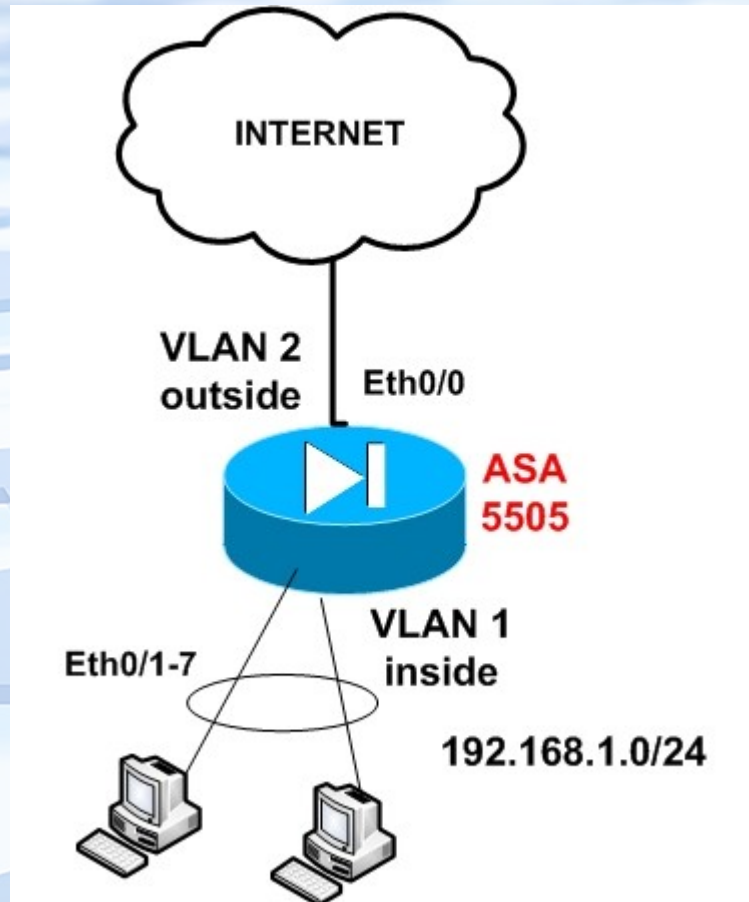 INTERNET
VLAN 2
outside
Eth0/0
ASA
5505
VLAN 1
inside
Eth0/1-7
192.168.1.0/24